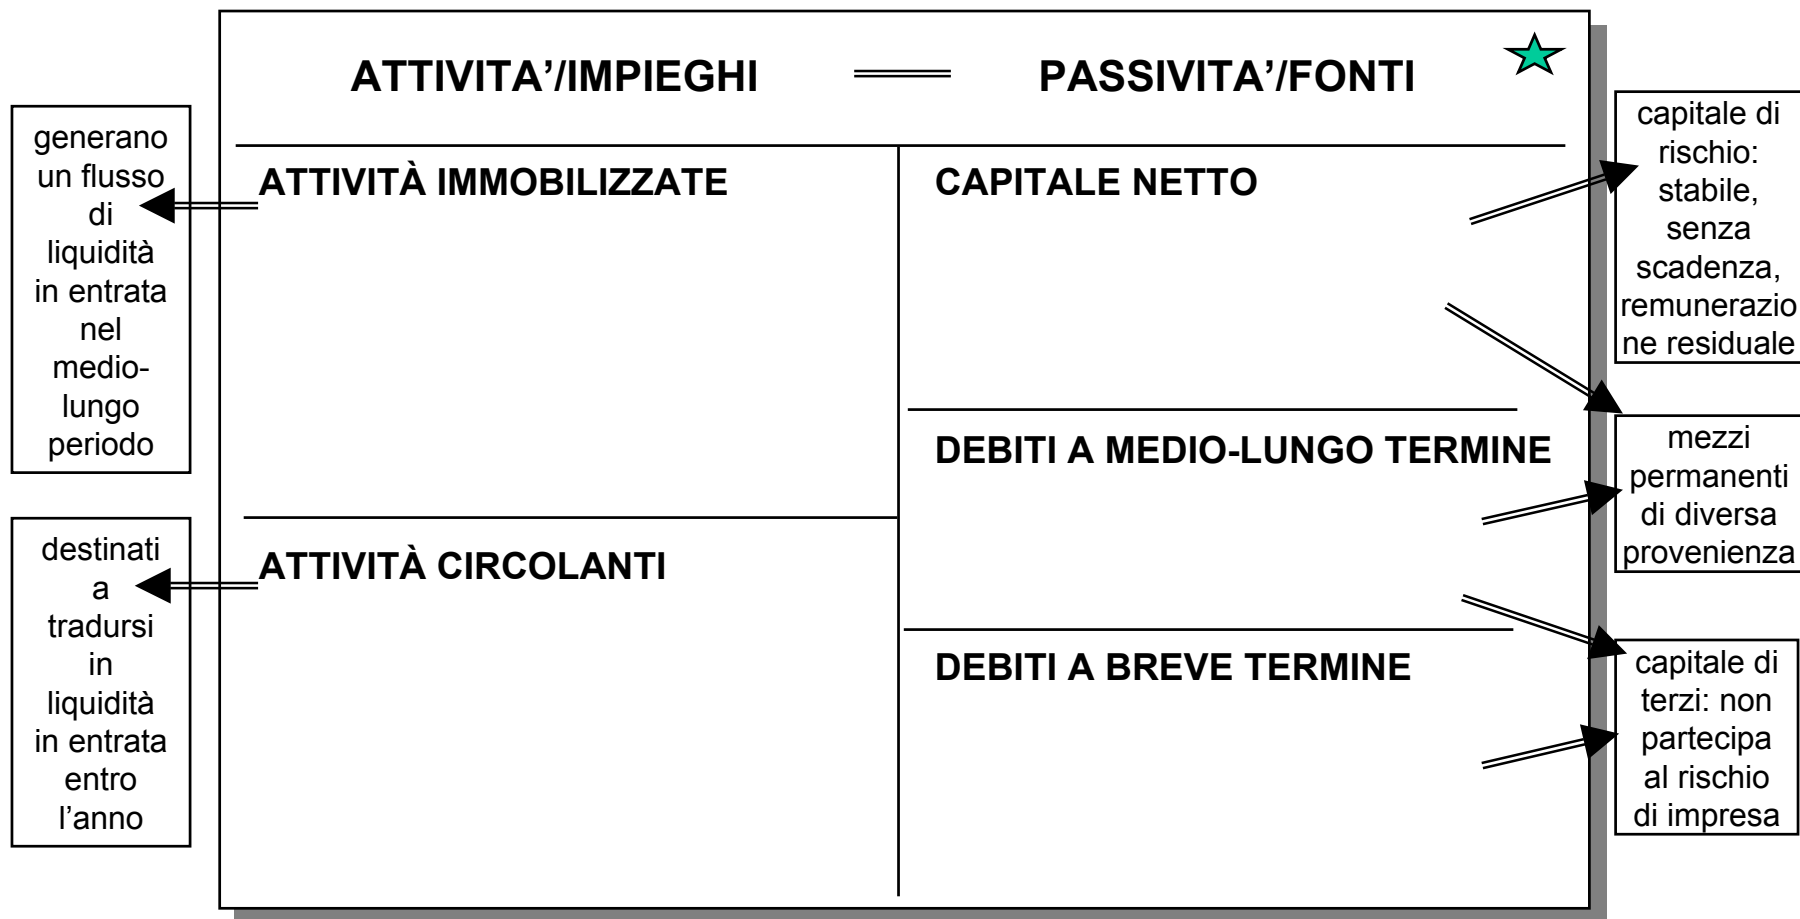 ATTIVITA’/IMPIEGHI PASSIVITA’/FONTI
generano
un flusso
di
liquidità
in entrata
nel
medio-
lungo
periodo
destinati
a
tradursi
in
liquidità
in entrata
entro
l’anno
ATTIVITÀ IMMOBILIZZATE
ATTIVITÀ CIRCOLANTI
CAPITALE NETTO
DEBITI A MEDIO-LUNGO TERMINE
DEBITI A BREVE TERMINE
capitale di
rischio:
stabile,
senza
scadenza,
remunerazio
ne residuale
mezzi
permanenti
di diversa
provenienza
capitale di
terzi: non
partecipa
al rischio
di impresa